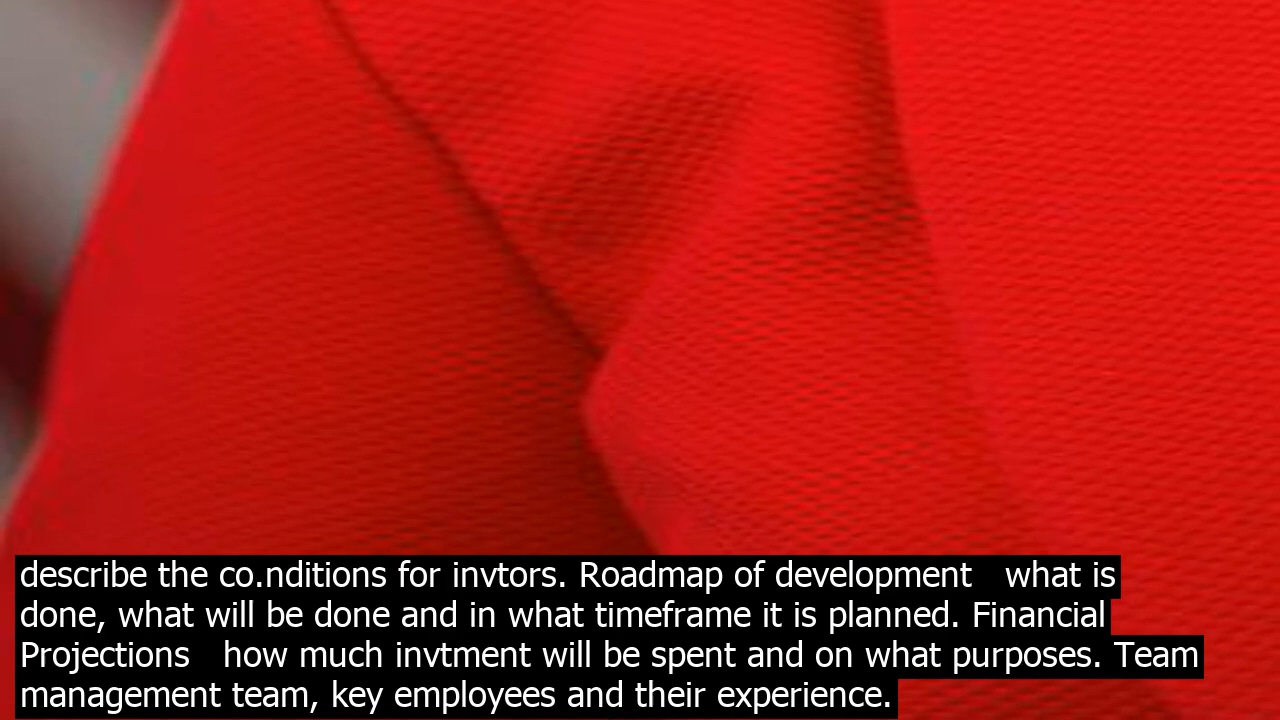 describe the co.nditions for invtors. Roadmap of development   what is
done, what will be done and in what timeframe it is planned. Financial
Projections   how much invtment will be spent and on what purposes. Team
management team, key employees and their experience.